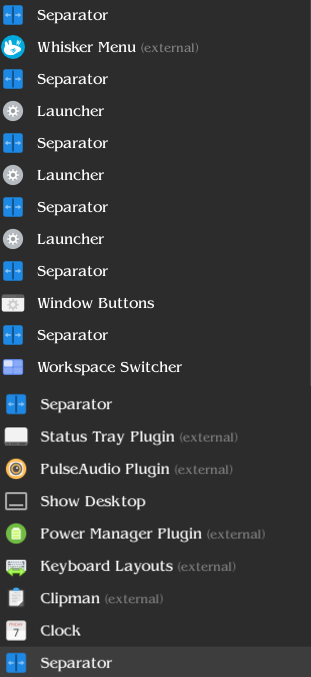 Separator
Whisker Menu (external)
Separator
Launcher
Separator
Launcher
Separator
Launcher
Separator
Window Buttons
Separator
Workspace Switcher
Separator
Status Tray Plugin (external)
PulseAudio Plugin (external)
Show Desktop
Power Manager Plugin (external)
Keyboard Layouts (external)
Clipman (external)
7
Clock
Separator